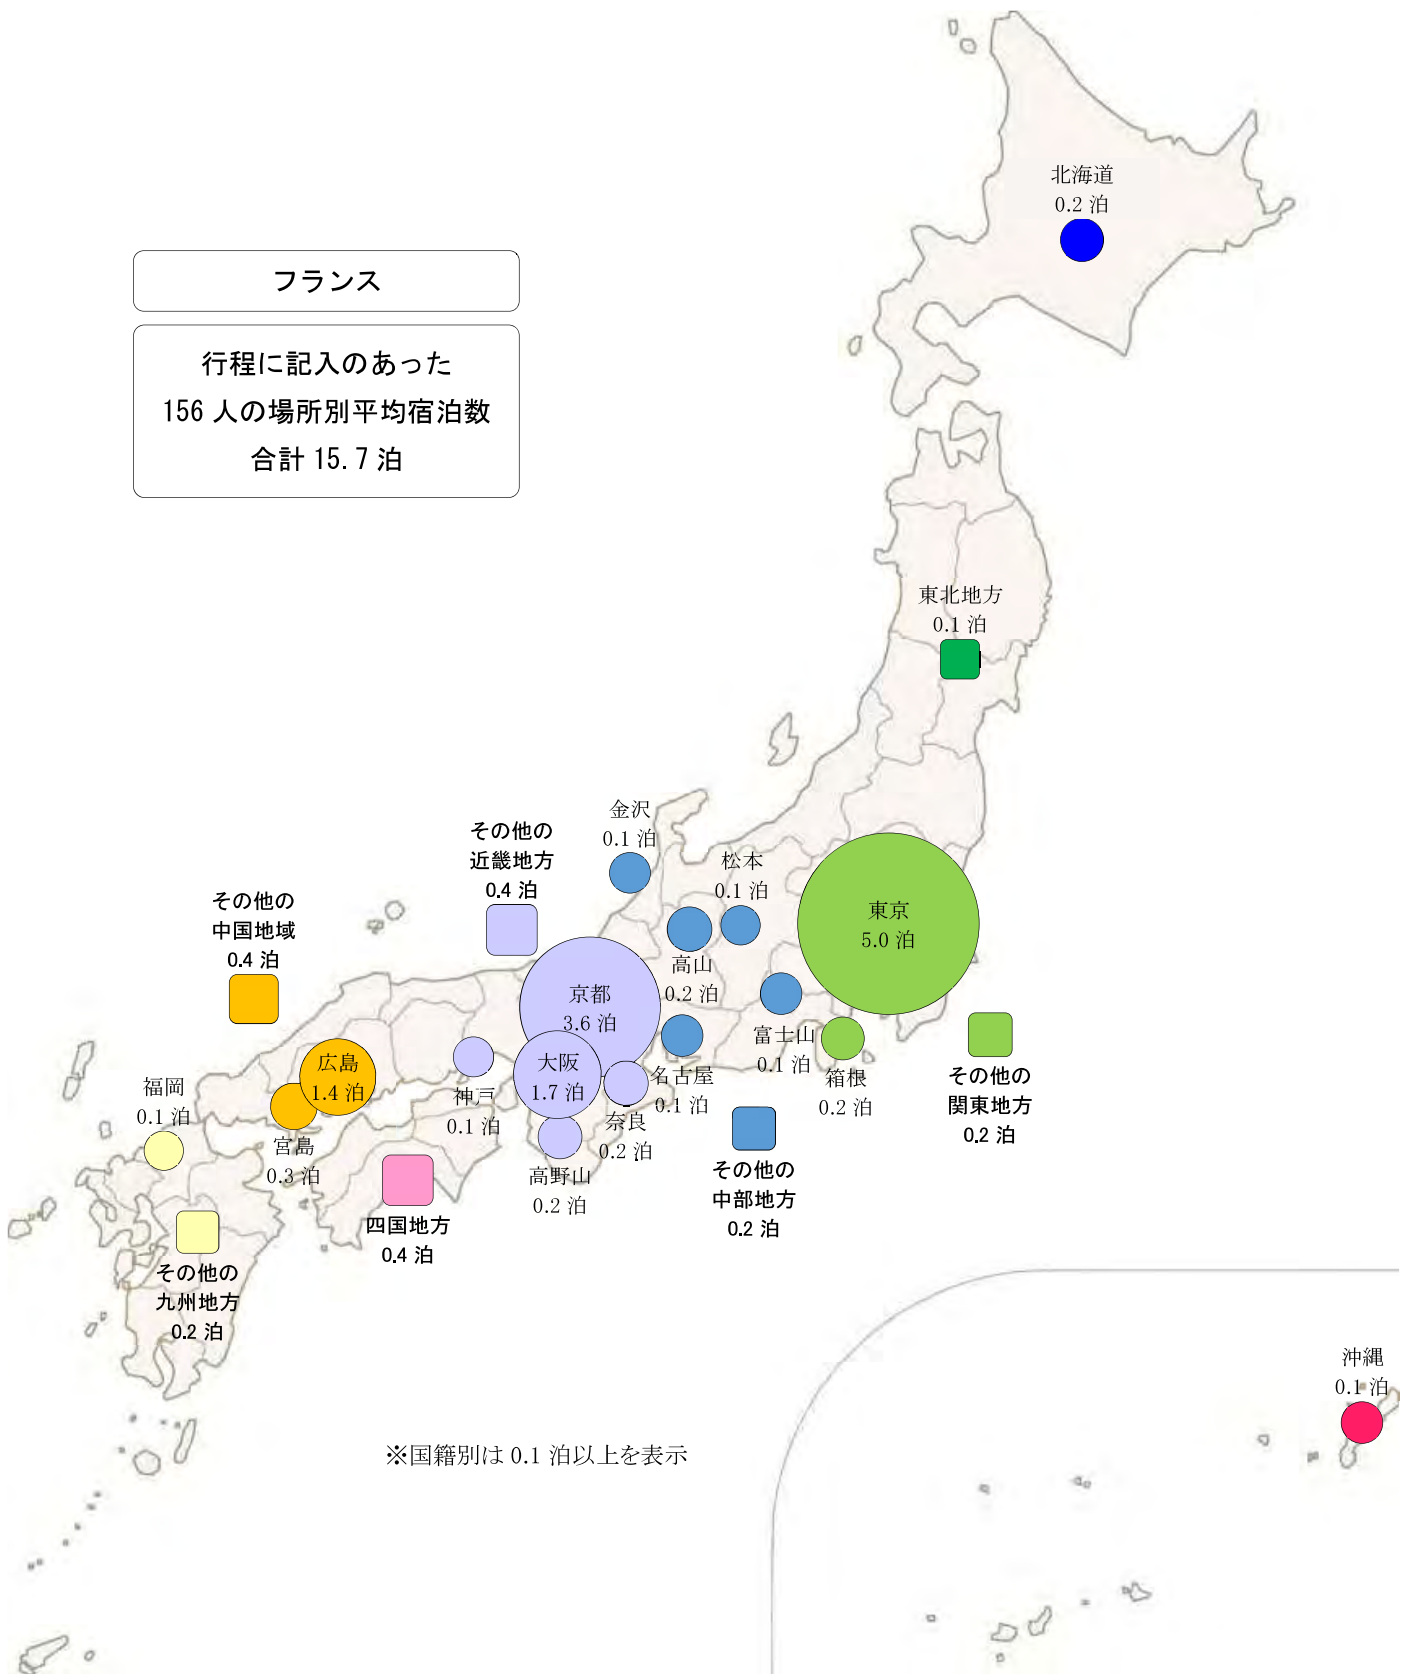 北海道
0.2 泊
フランス
行程に記入のあった
156 人の場所別平均宿泊数
合計 15.7 泊
東北地方
0.1 泊
金沢
0.1 泊
その他の
近畿地方
0.4 泊
松本
0.1 泊
その他の
中国地域
0.4 泊
東京
5.0 泊
高山
0.2 泊
京都
3.6 泊
富士山
0.1 泊
箱根
0.2 泊
その他の
関東地方
0.2 泊
広島
1.4 泊
大阪
1.7 泊
名古屋
0.1 泊
神戸
0.1 泊
福岡
0.1 泊
奈良
0.2 泊
宮島
0.3 泊
高野山
0.2 泊
その他の
中部地方
0.2 泊
四国地方
0.4 泊
その他の
九州地方
0.2 泊
沖縄
0.1 泊
※国籍別は 0.1 泊以上を表示